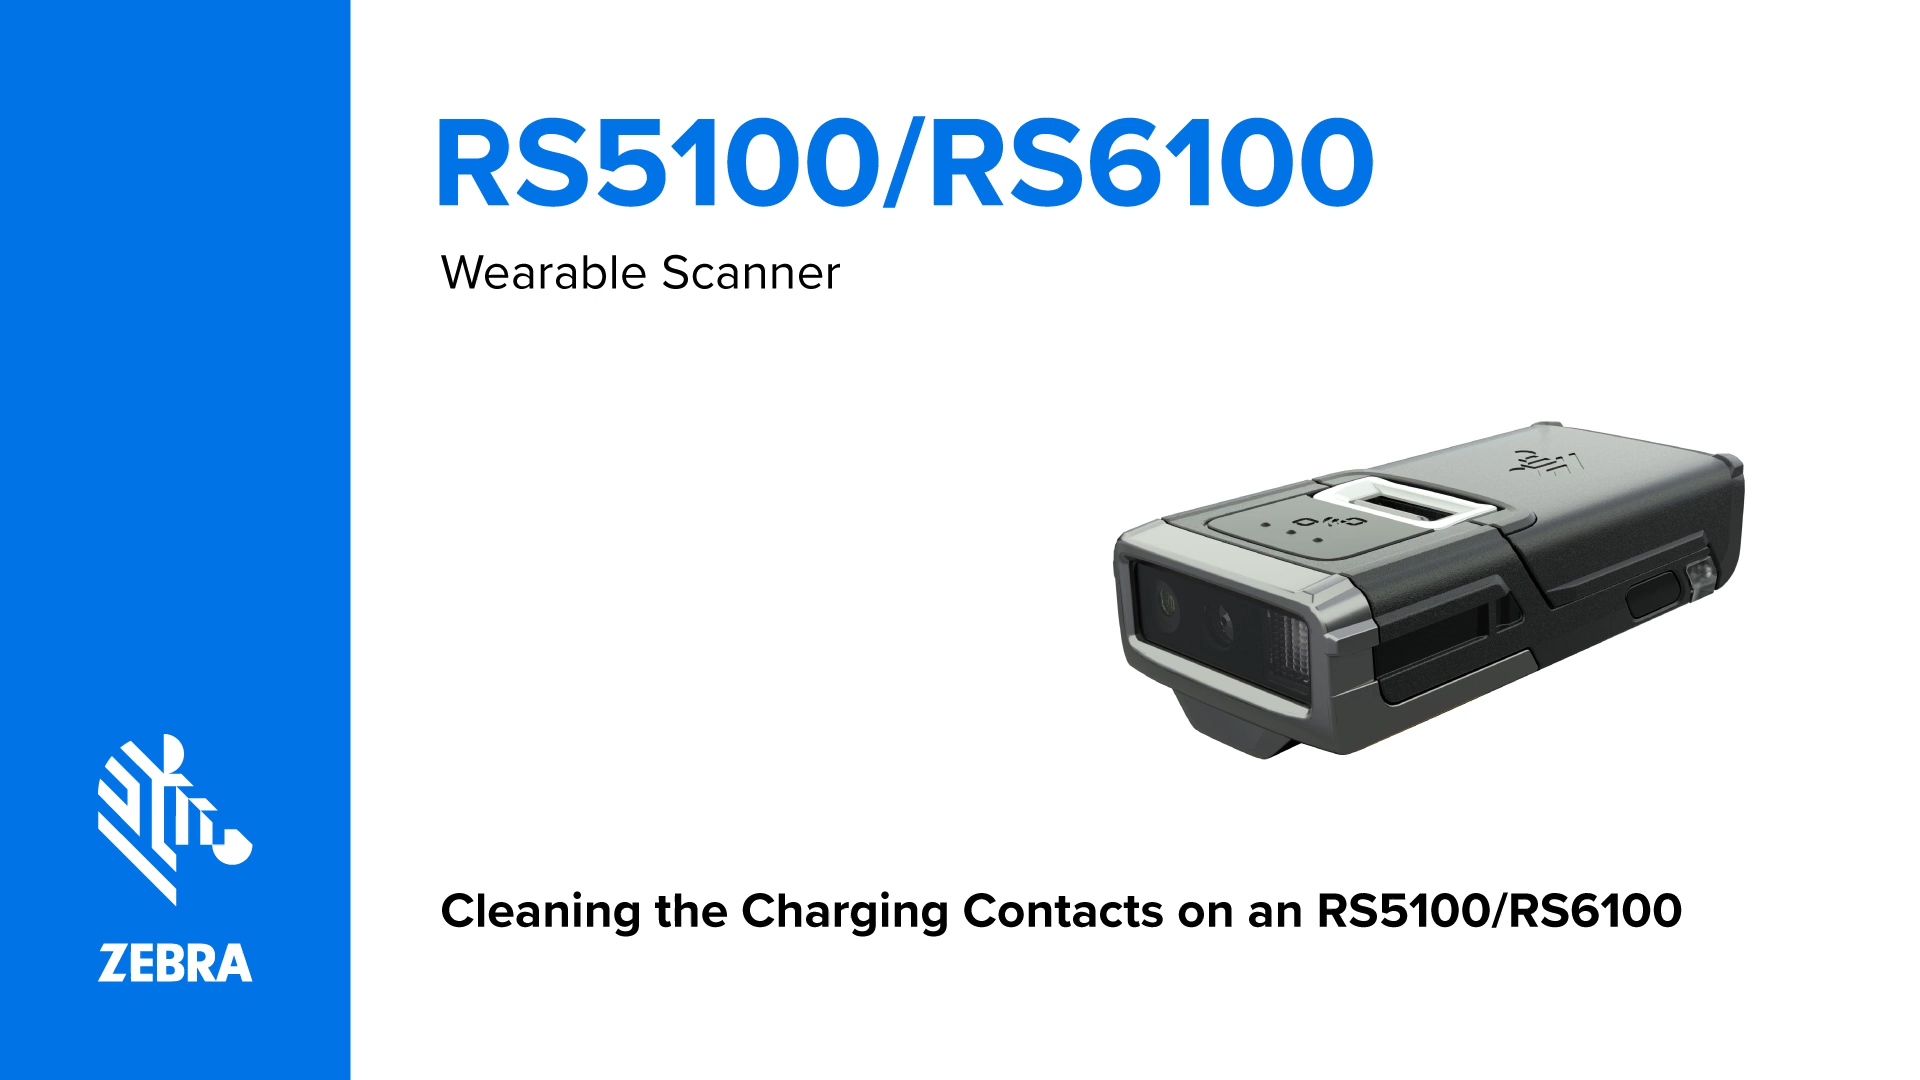 RS5100/RS6100
Wearable Scanner
Cleaning the Charging Contacts on an RS5100/RS6100
ZEBRA